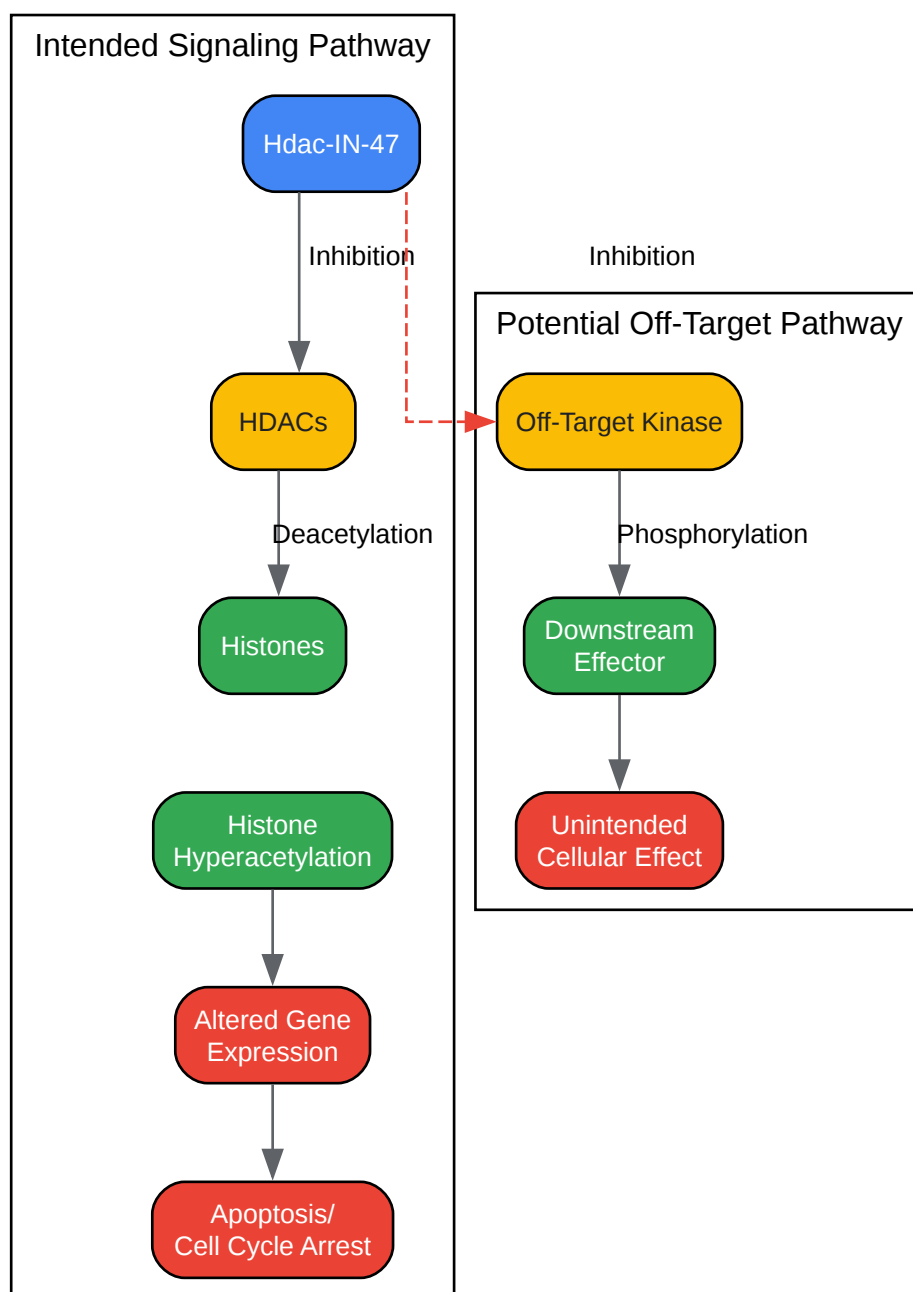 Intended Signaling Pathway
Hdac-IN-47
Inhibition
HDACs
Deacetylation
Histones
Histone
Hyperacetylation
Altered Gene
Expression
Apoptosis/
Cell Cycle Arrest
Inhibition
Potential Off-Target Pathway
Off-Target Kinase
Phosphorylation
Downstream
Effector
Unintended
Cellular Effect